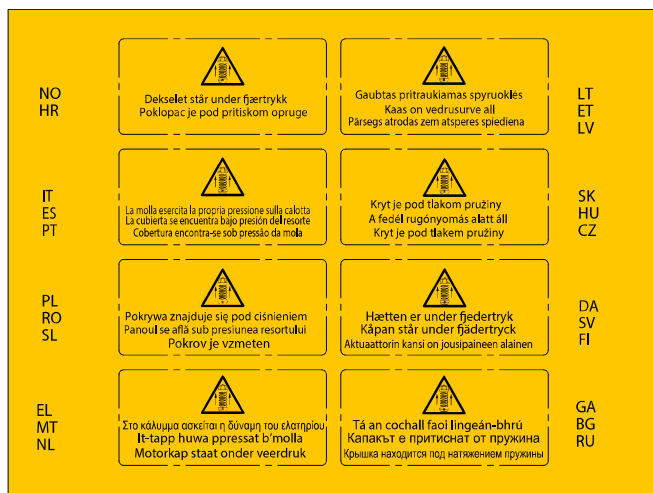 NO
HR
Dekselet står under fjærtrykk
Poklopac je pod pritiskom opruge
Gaubtas pritraukiamas spyruoklės
Kaas on vedrusurve all
Pārsegs atrodas zem atsperes spiediena
LT
ET
LV
IT
ES
PT
La molla esercita la propria pressione sulla calotta
La cubierta se encuentra bajo presión del resorte
Cobertura encontra-se sob pressão da mola
Kryt je pod tlakom pružiny
A fedél rugónyomás alatt áll
Kryt je pod tlakem pružiny
SK
HU
CZ
PL
RO
SL
Pokrywa znajduje się pod ciśnieniem
Panoul se află sub presiunea resortului
Pokrov je vzmeten
Hætten er under fjedertryk
Kåpan står under fjädertryck
Aktuaattorin kansi on jousipaineen alainen
DA
SV
FI
EL
MT
NL
Στο κάλυμμα ασκείται η δύναμη του ελατηρίου
It-tapp huwa ppressat b'molla
Motorkap staat onder veerdruk
Tá an cochall faoi lingeán-bhrú
Капакът е притиснат от пружина
Крышка находится под натяжением пружины
GA
BG
RU